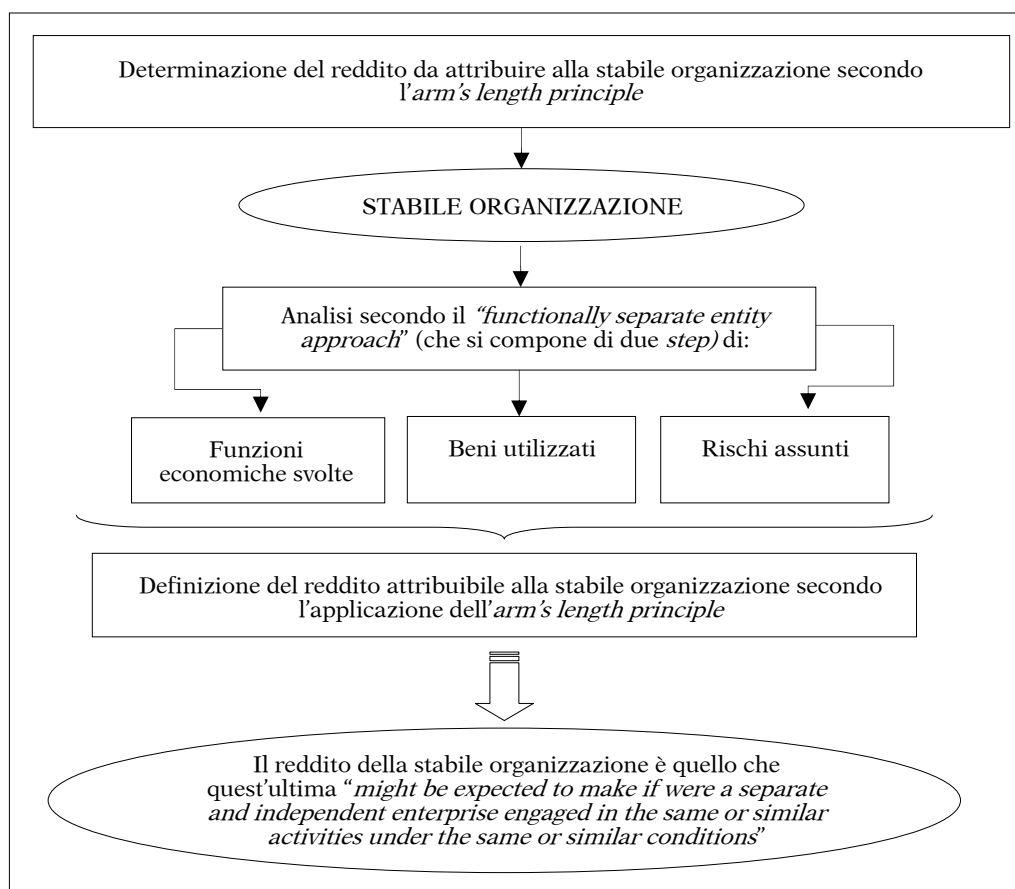 Determinazione del reddito da attribuire alla stabile organizzazione secondo
l'arm's length principle
STABILE ORGANIZZAZIONE
Analisi secondo il "functionally separate entity
approach" (che si compone di due step) di:
Funzioni
economiche svolte
Beni utilizzati
Rischi assunti
Definizione del reddito attribuibile alla stabile organizzazione secondo
l'applicazione dell'arm's length principle
Il reddito della stabile organizzazione è quello che
quest'ultima "might be expected to make if were a separate
and independent enterprise engaged in the same or similar
activities under the same or similar conditions"